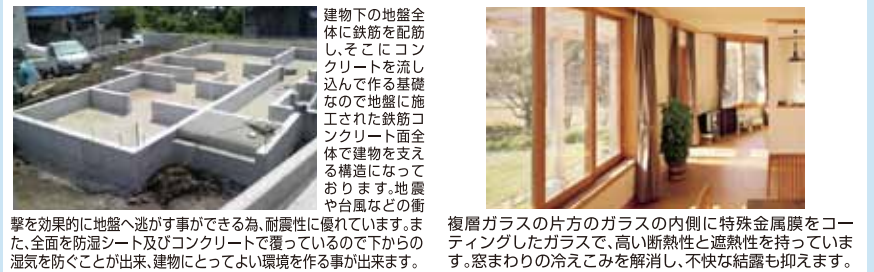 建物下の地盤全
体に鉄筋を配筋
し、そこにコン
クリートを流し
込んで作る基礎
なので地盤に施
工された鉄筋コ
ンクリート面全
体で建物を支え
る構造になって
おります。地震
や台風などの衝
撃を効果的に地盤へ逃がす事ができる為、耐震性に優れています。ま
た、全面を防湿シート及びコンクリートで覆っているので下からの
湿気を防ぐことが出来、建物にとってよい環境を作る事が出来ます。
複層ガラスの片方のガラスの内側に特殊金属膜をコー
ティングしたガラスで、高い断熱性と遮熱性を持っていま
す。窓まわりの冷えこみを解消し、不快な結露も抑えます。